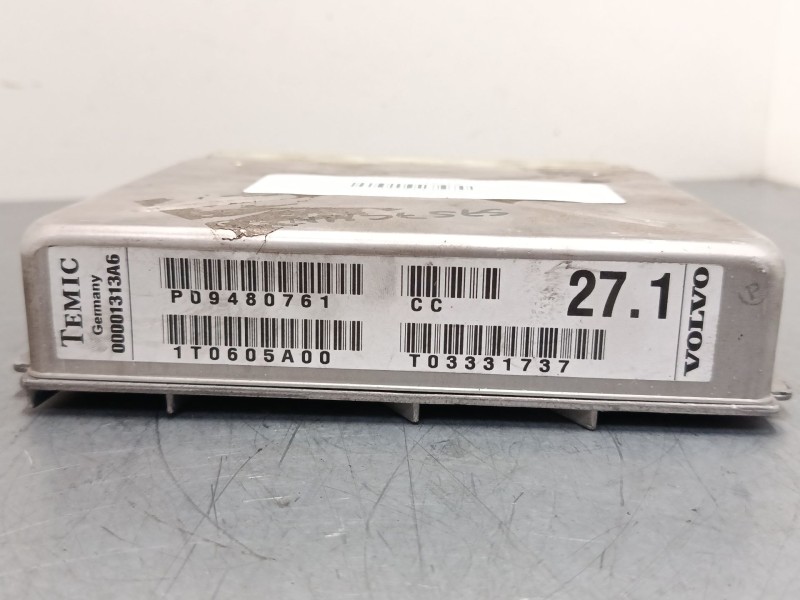 TEMIC
Germany
00001313A6
P09480761
CC
27.1
1T0605A00
T03331737
VOLVO